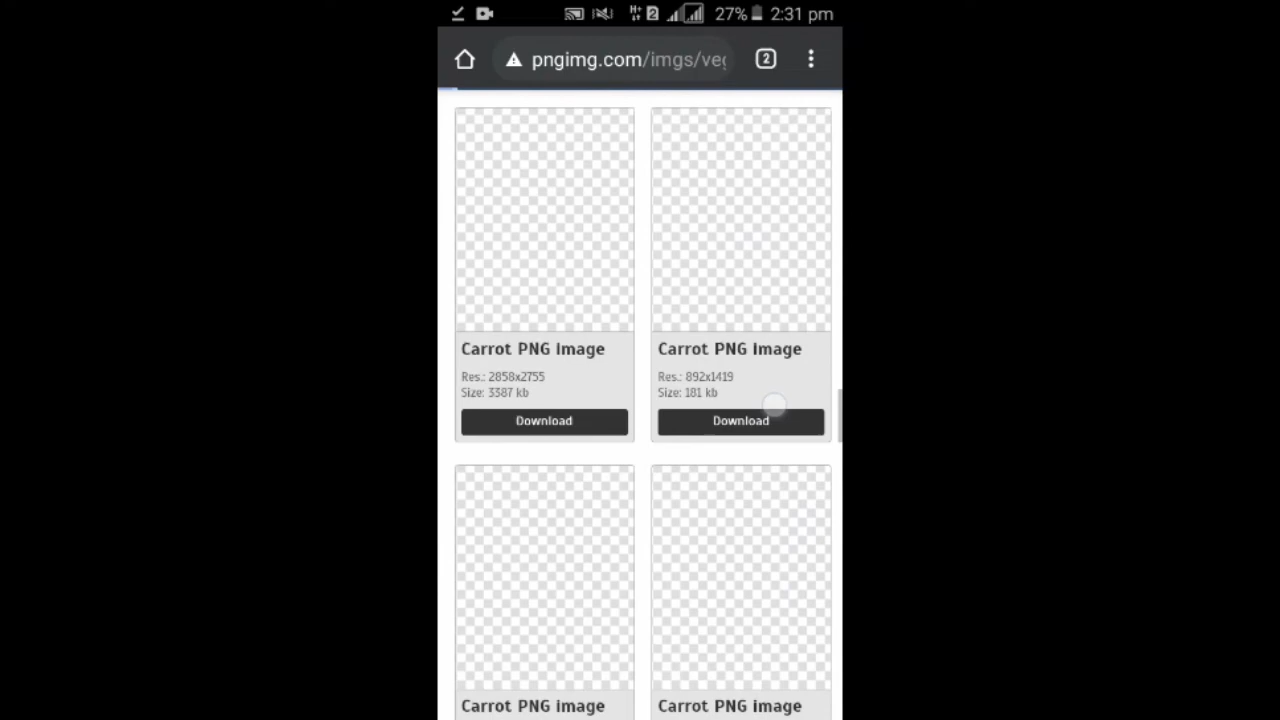 27% 2:31 pm
pngimg.com/imgs/veg
2
Carrot PNG image
Res.: 2858x2755
Size: 3387 kb
Download
Carrot PNG image
Res.: 892x1419
Size: 181 kb
Download
Carrot PNG image
Carrot PNG image